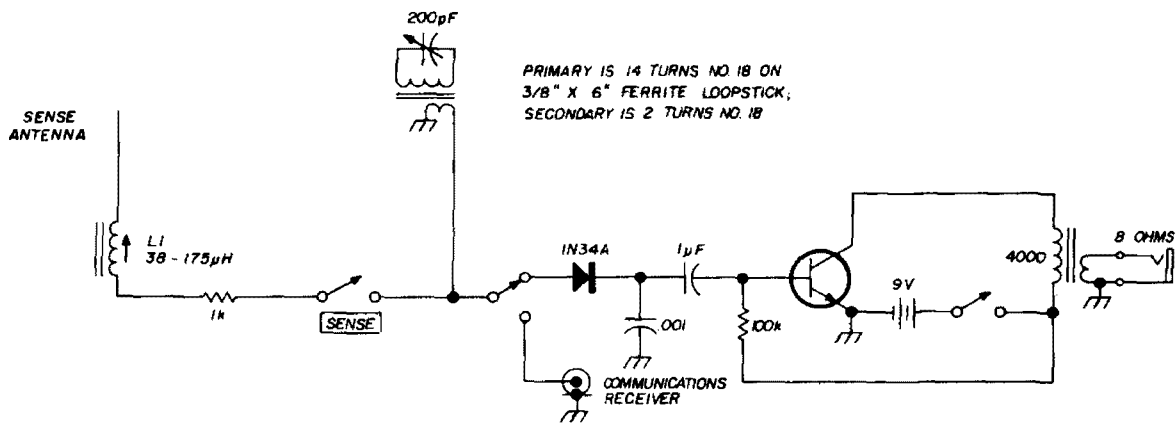 200pF
PRIMARY IS 14 TURNS NO. 18 ON
3/8" X 6" FERRITE LOOPSTICK;
SECONDARY IS 2 TURNS NO. 18
SENSE
ANTENNA
L1
38-175µH
1k
SENSE
1N34A
.001
1µF
100k
9V
400Ω
8 OHMS
COMMUNICATIONS
RECEIVER